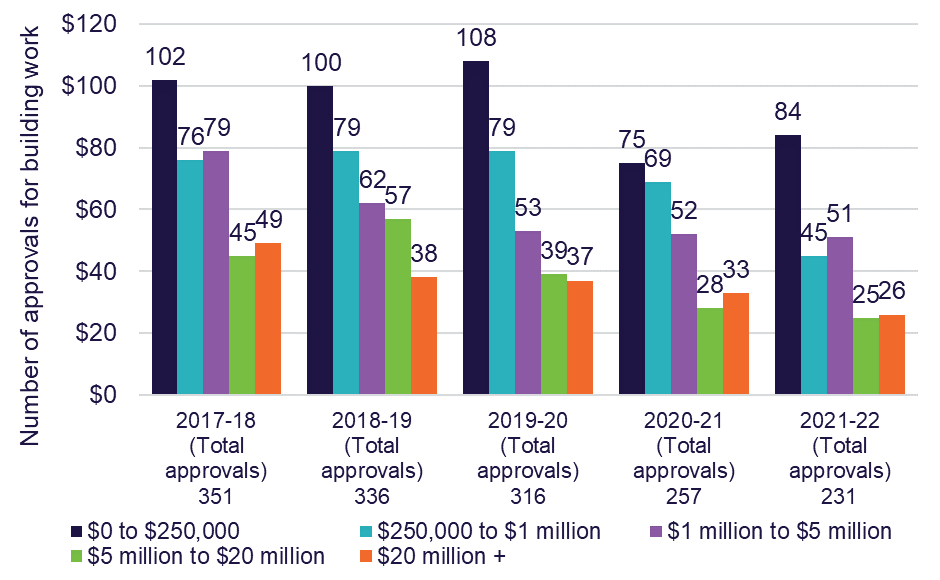 Number of approvals for building work
$120
$100
$80
$60
$40
$20
$0
102
76
79
45
49
100
79
62
57
38
108
79
53
39
37
75
69
52
28
33
84
45
51
25
26
2017-18
(Total
approvals)
351
2018-19
(Total
approvals)
336
2019-20
(Total
approvals)
316
2020-21
(Total
approvals)
257
2021-22
(Total
approvals)
231
$0 to $250,000
$250,000 to $1 million
$1 million to $5 million
$5 million to $20 million
$20 million +